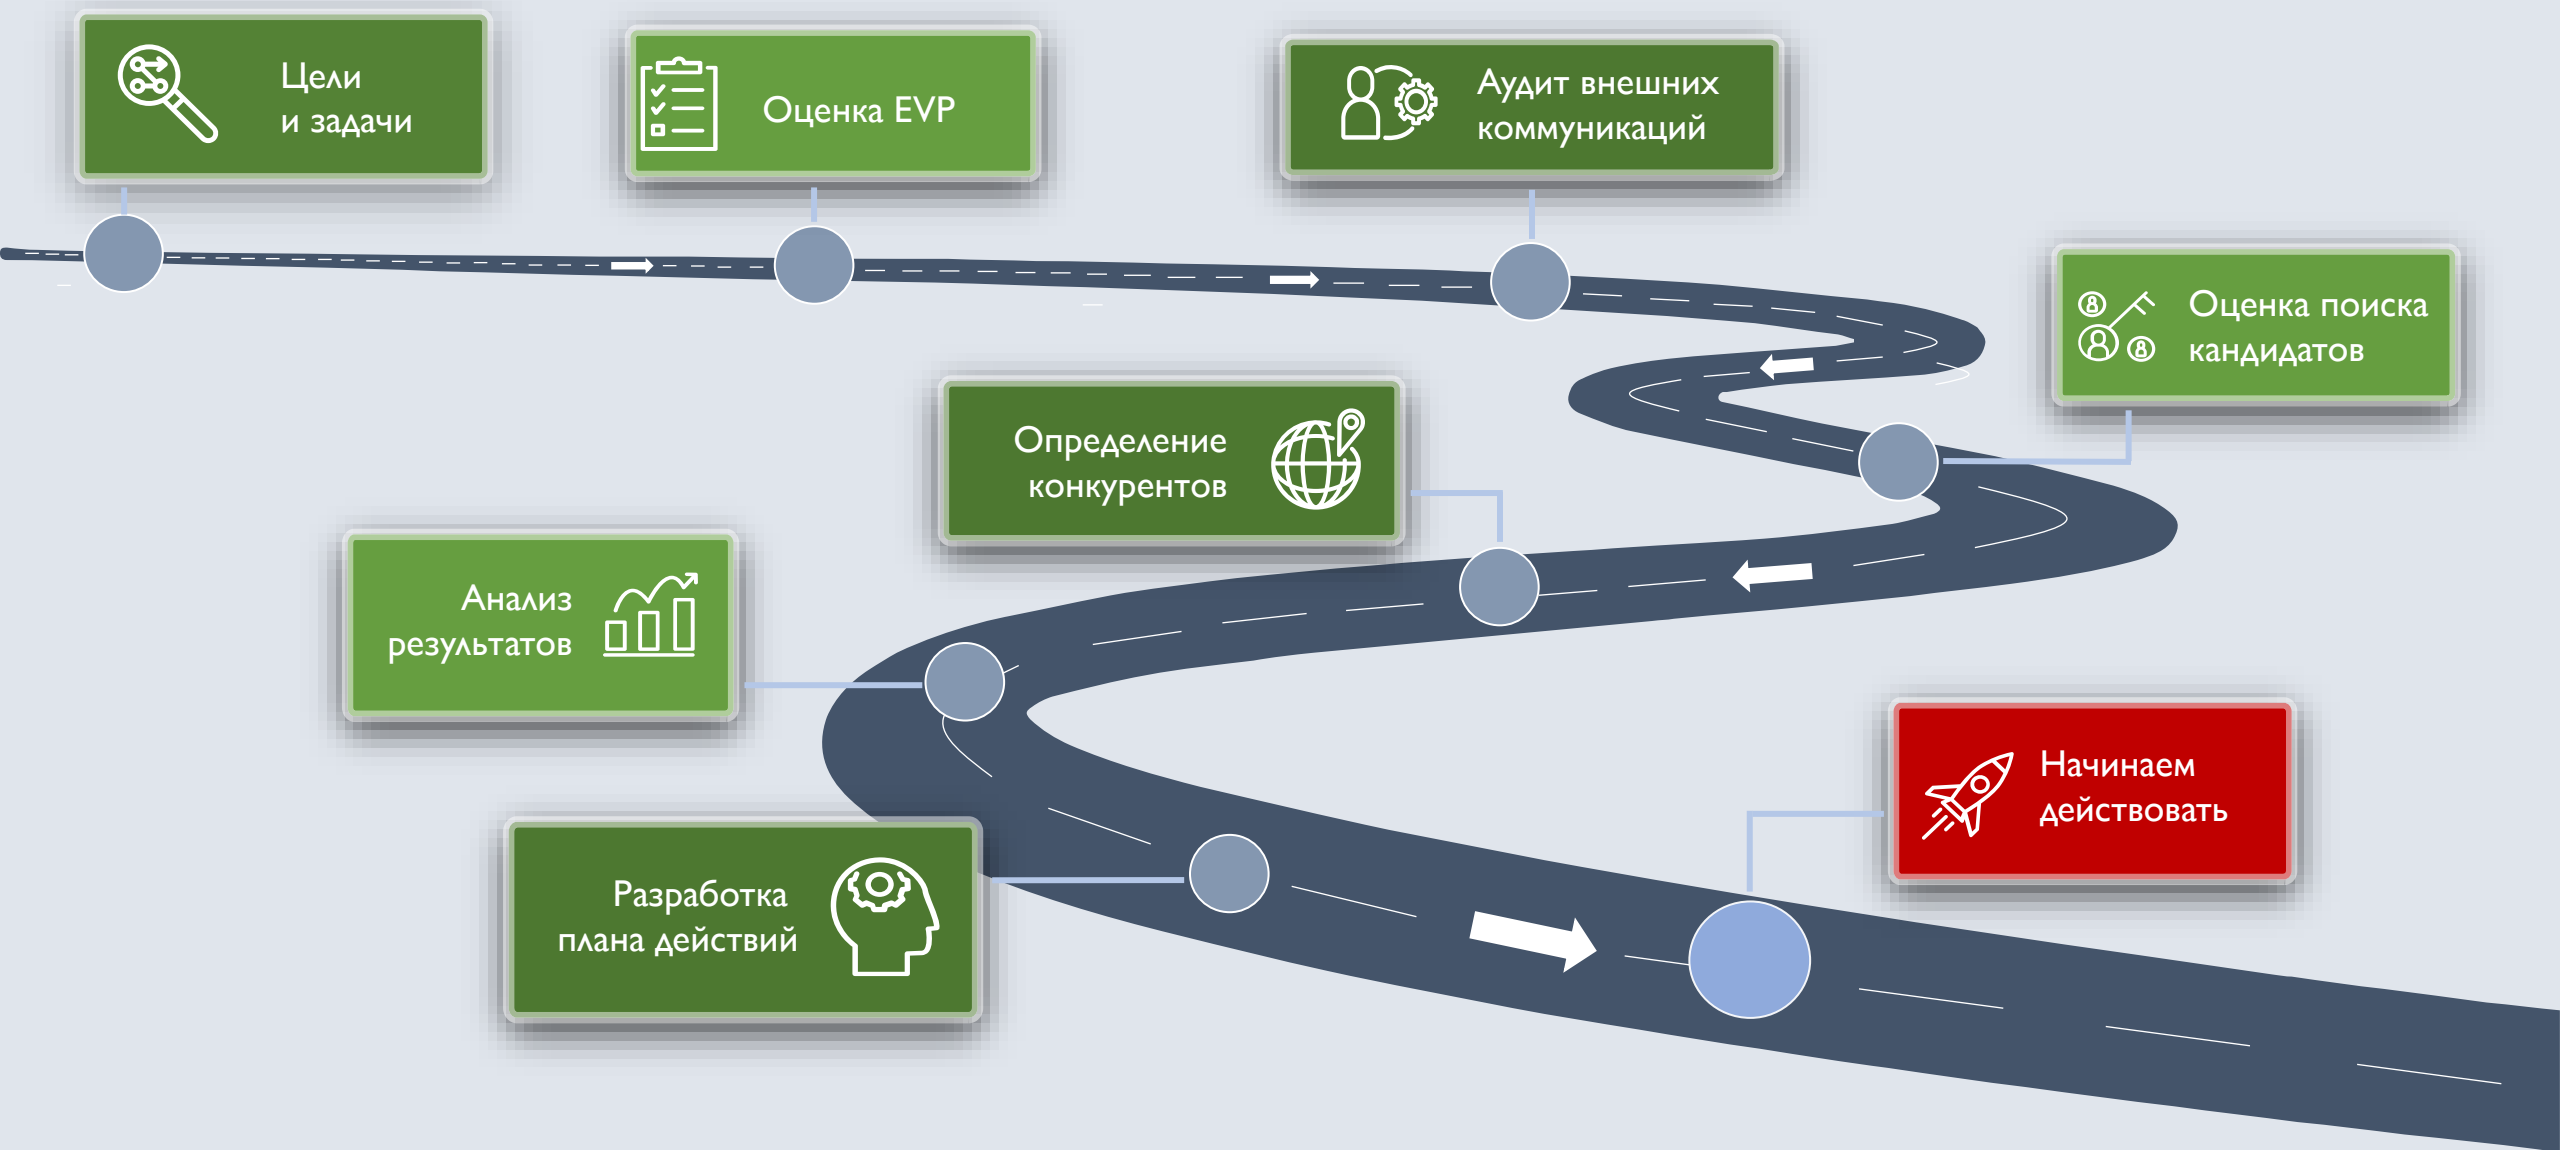 Цели
и задачи
Оценка EVP
Аудит внешних
коммуникаций
Оценка поиска
кандидатов
Определение
конкурентов
Анализ
результатов
Разработка
плана действий
Начинаем
действовать